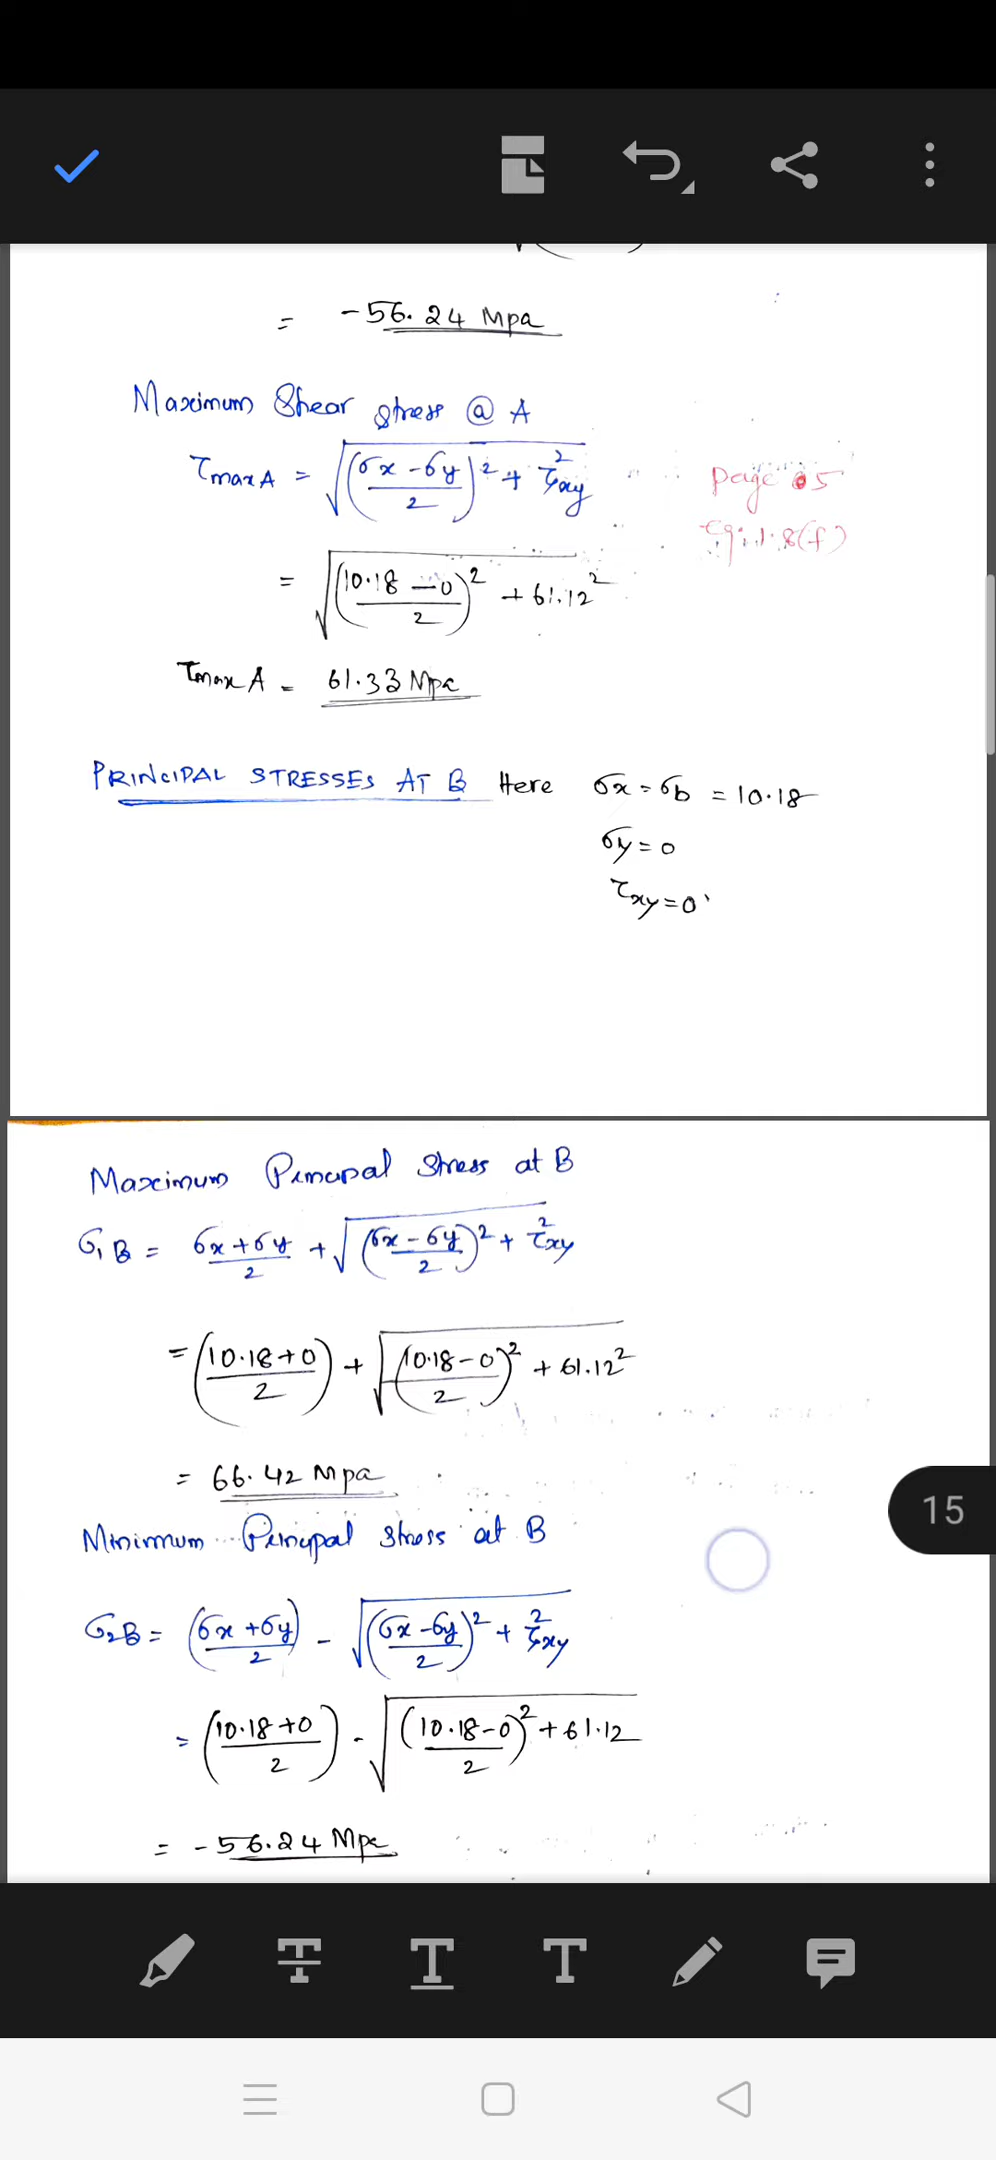 = -56.24 Mpa
Maximum Shear stress @ A
τmax A = √((σx - σy)/2)² + τ²xy
page 05
= √((10.18 - 0)/2)² + 61.12²
τmax A = 61.33 Mpa
PRINCIPAL STRESSES AT B Here σx = σb = 10.18
σy = 0
τxy = 0
Maximum Principal Stress at B
σ1 B = (σx + σy)/2 + √((σx - σy)/2)² + τ²xy
= ((10.18 + 0)/2) + √((10.18 - 0)/2)² + 61.12²
= 66.42 Mpa
15
Minimum Principal Stress at B
σ2B = ((σx + σy)/2) - √((σx - σy)/2)² + τ²xy
= ((10.18 + 0)/2) - √((10.18 - 0)/2)² + 61.12
= -56.24 Mpa